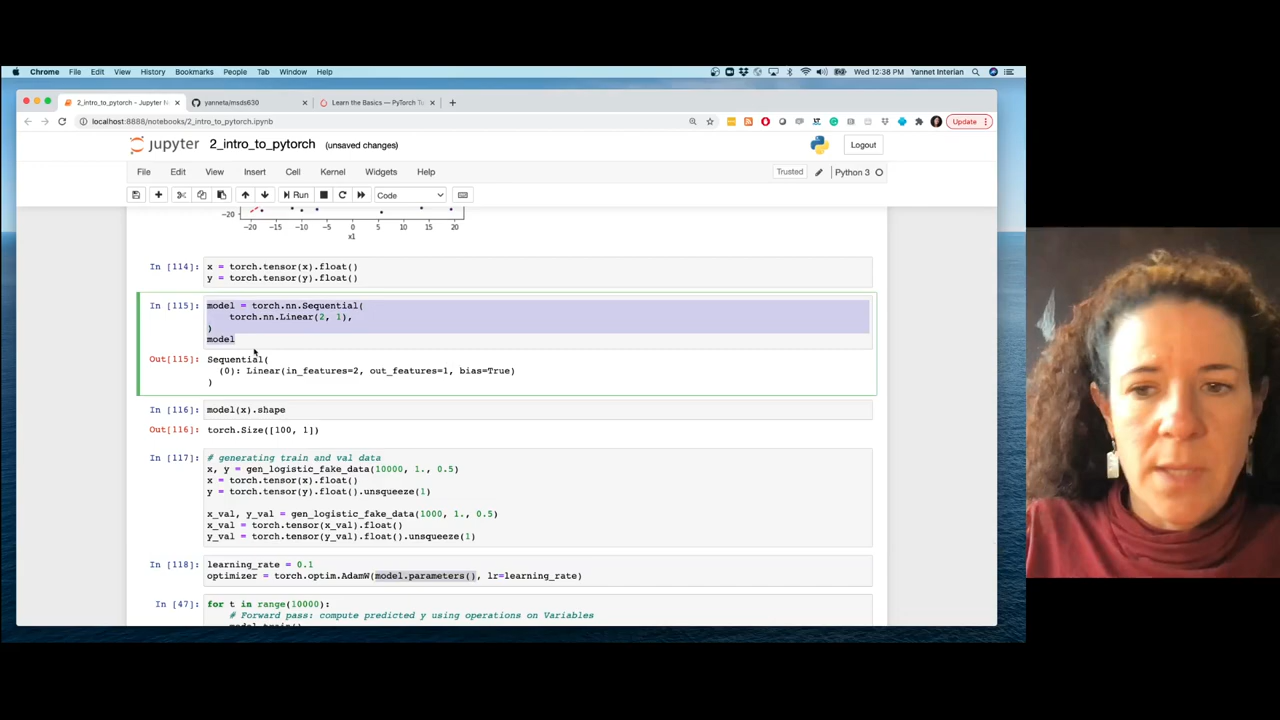 Chrome File Edit View History Bookmarks People Tab Window Help Wed 12:38 PM Yannet Interian
2_intro_to_pytorch - Jupyter N yanneta/msds630 Learn the Basics — PyTorch Tu
localhost:8888/notebooks/2_intro_to_pytorch.ipynb Update
jupyter 2_intro_to_pytorch (unsaved changes) Logout
File Edit View Insert Cell Kernel Widgets Help Trusted Python 3
Run Code
−20
−20 −15 −10 −5 0 5 10 15 20
x1
In [114]: x = torch.tensor(x).float()
y = torch.tensor(y).float()
In [115]: model = torch.nn.Sequential(
torch.nn.Linear(2, 1),
)
model
Out[115]: Sequential(
(0): Linear(in_features=2, out_features=1, bias=True)
)
In [116]: model(x).shape
Out[116]: torch.Size([100, 1])
In [117]: # generating train and val data
x, y = gen_logistic_fake_data(10000, 1., 0.5)
x = torch.tensor(x).float()
y = torch.tensor(y).float().unsqueeze(1)
x_val, y_val = gen_logistic_fake_data(1000, 1., 0.5)
x_val = torch.tensor(x_val).float()
y_val = torch.tensor(y_val).float().unsqueeze(1)
In [118]: learning_rate = 0.1
optimizer = torch.optim.AdamW(model.parameters(), lr=learning_rate)
In [47]: for t in range(10000):
# Forward pass: compute predicted y using operations on Variables
model.train()